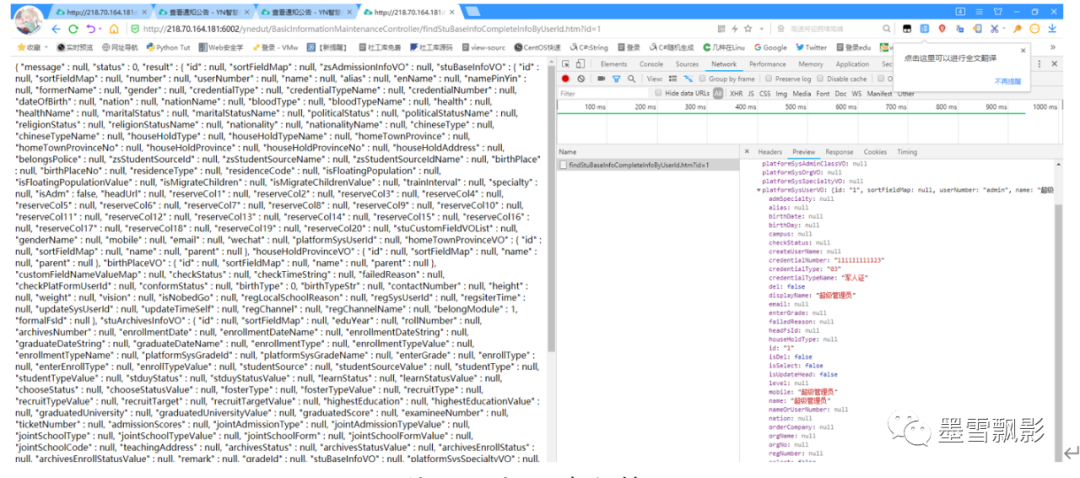 http://218.70.164.181:
查看通知公告 - YN智慧
查看通知公告 - YN智慧
http://218.70.164.181:
http://218.70.164.181:6002/ynedut/BasicInformationMaintenanceController/findStuBaseInfoCompleteInfoByUserId.htm?id=1
收藏
实时预览
网址导航
Python Tut
Web安全学
登录 - VMw
【新提醒】
社工库免费
社工库源码
view-sourc
CentOS快速
C#String
登录
C#随机生成
几种在Linu
Google
Twitter
登录edu
点击这里可以进行全文翻译
不再提醒
{ "message" : null, "status" : 0, "result" : { "id" : null, "sortFieldMap" : null, "zsAdmissionInfoVO" : null, "stuBaseInfoVO" : { "id" :
null, "sortFieldMap" : null, "number" : null, "userNumber" : null, "name" : null, "alias" : null, "enName" : null, "namePinYin" :
null, "formerName" : null, "gender" : null, "credentialType" : null, "credentialTypeName" : null, "credentialNumber" : null,
"dateOfBirth" : null, "nation" : null, "nationName" : null, "bloodType" : null, "bloodTypeName" : null, "health" : null,
"healthName" : null, "maritalStatus" : null, "maritalStatusName" : null, "politicalStatus" : null, "politicalStatusName" : null,
"religionStatus" : null, "religionStatusName" : null, "nationality" : null, "nationalityName" : null, "chineseType" : null,
"chineseTypeName" : null, "houseHoldType" : null, "houseHoldTypeName" : null, "homeTownProvince" : null,
"homeTownProvinceNo" : null, "houseHoldProvince" : null, "houseHoldProvinceNo" : null, "houseHoldAddress" : null,
"belongsPolice" : null, "zsStudentSourceId" : null, "zsStudentSourceName" : null, "zsStudentSourceIdName" : null, "birthPlace"
: null, "birthPlaceNo" : null, "residenceType" : null, "residenceCode" : null, "isFloatingPopulation" : null,
"isFloatingPopulationValue" : null, "isMigrateChildren" : null, "isMigrateChildrenValue" : null, "trainInterval" : null, "specialty" :
null, "isAdm" : false, "headUrl" : null, "reserveCol1" : null, "reserveCol2" : null, "reserveCol3" : null, "reserveCol4" : null,
"reserveCol5" : null, "reserveCol6" : null, "reserveCol7" : null, "reserveCol8" : null, "reserveCol9" : null, "reserveCol10" : null,
"reserveCol11" : null, "reserveCol12" : null, "reserveCol13" : null, "reserveCol14" : null, "reserveCol15" : null, "reserveCol16" :
null, "reserveCol17" : null, "reserveCol18" : null, "reserveCol19" : null, "reserveCol20" : null, "stuCustomFieldVOList" : null,
"genderName" : null, "mobile" : null, "email" : null, "wechat" : null, "platformSysUserId" : null, "homeTownProvinceVO" : { "id" :
null, "sortFieldMap" : null, "name" : null, "parent" : null }, "houseHoldProvinceVO" : { "id" : null, "sortFieldMap" : null, "name" :
null, "parent" : null }, "birthPlaceVO" : { "id" : null, "sortFieldMap" : null, "name" : null, "parent" : null },
"customFieldNameValueMap" : null, "checkStatus" : null, "checkTimeString" : null, "failedReason" : null,
"checkPlatFormUserId" : null, "conformStatus" : null, "birthType" : 0, "birthTypeStr" : null, "contactNumber" : null, "height" :
null, "weight" : null, "vision" : null, "isNobedGo" : null, "regLocalSchoolReason" : null, "regSysUserId" : null, "regsiterTime" :
null, "updateSysUserId" : null, "updateTimeSelf" : null, "regChannel" : null, "regChannelName" : null, "belongModule" : 1,
"formalFsId" : null }, "stuArchivesInfoVO" : { "id" : null, "sortFieldMap" : null, "eduYear" : null, "rollNumber" : null,
"archivesNumber" : null, "enrollmentDate" : null, "enrollmentDateName" : null, "enrollmentDateString" : null,
"graduateDateString" : null, "graduateDateName" : null, "enrollmentType" : null, "enrollmentTypeValue" : null,
"enrollmentTypeName" : null, "platformSysGradeId" : null, "platformSysGradeName" : null, "enterGrade" : null, "enrollType" :
null, "enterEnrollType" : null, "enrollTypeValue" : null, "studentSource" : null, "studentSourceValue" : null, "studentType" : null,
"studentTypeValue" : null, "stduyStatus" : null, "stduyStatusValue" : null, "learnStatus" : null, "learnStatusValue" : null,
"chooseStatus" : null, "chooseStatusValue" : null, "fosterType" : null, "fosterTypeValue" : null, "recruitType" : null,
"recruitTypeValue" : null, "recruitTarget" : null, "recruitTargetValue" : null, "highestEducation" : null, "highestEducationValue" :
null, "graduatedUniversity" : null, "graduatedUniversityValue" : null, "graduatedScore" : null, "examineeNumber" : null,
"ticketNumber" : null, "admissionScores" : null, "jointAdmissionType" : null, "jointAdmissionTypeValue" : null,
"jointSchoolType" : null, "jointSchoolTypeValue" : null, "jointSchoolForm" : null, "jointSchoolFormValue" : null,
"jointSchoolCode" : null, "teachingAddress" : null, "archivesStatus" : null, "archivesStatusValue" : null, "archivesEnrollStatus" :
null, "archivesEnrollStatusValue" : null, "remark" : null, "gradeId" : null, "stuBaseInfoVO" : null, "platformSysSpecialtyVO" : null,
Elements Console Sources Network Performance Memory Application Sec
View: Group by frame Preserve log Disable cache
Filter Hide data URLs All XHR JS CSS Img Media Font Doc WS Manifest Other
100 ms 200 ms 300 ms 400 ms 500 ms 600 ms 700 ms 800 ms 900 ms 1000 ms
Name
findStuBaseInfoCompleteInfoByUserId.htm?id=1
× Headers Preview Response Cookies Timing
platformSysAdminClassVO: null
platformSysOrgVO: null
platformSysSpecialtyVO: null
platformSysUserVO: {id: "1", sortFieldMap: null, userNumber: "admin", name: "超级
admSpecialty: null
alias: null
birthDate: null
birthDay: null
campus: null
checkStatus: null
createUserName: null
credentialNumber: "111111111123"
credentialType: "03"
credentialTypeName: "军人证"
del: false
displayName: "超级管理员"
email: null
enterGrade: null
failedReason: null
headFsId: null
houseHoldType: null
id: "1"
isDel: false
isSelect: false
isUpdateHead: false
level: null
mobile: "超级管理员"
name: "超级管理员"
nameOrUserNumber: null
nation: null
orderCompany: null
orgName: null
orgNo: null
regNumber: null
墨雪飘影